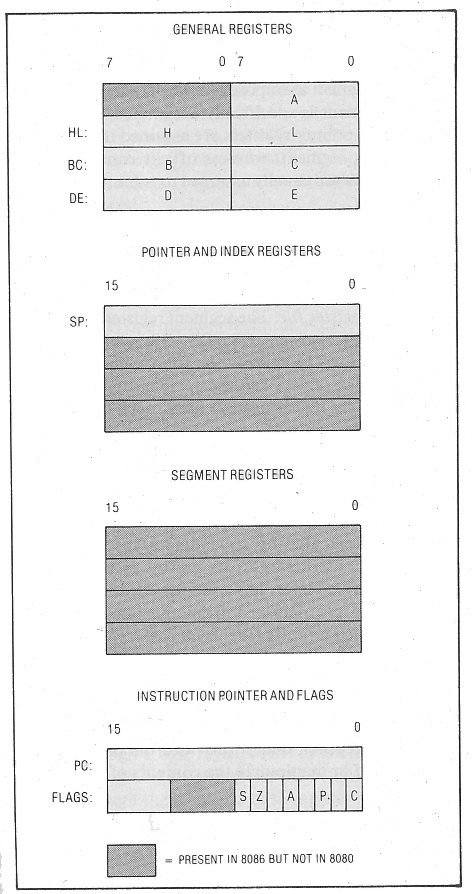 GENERAL REGISTERS
7 0 7 0
A
HL: H L
BC: B C
DE: D E
POINTER AND INDEX REGISTERS
15 0
SP:
SEGMENT REGISTERS
15 0
INSTRUCTION POINTER AND FLAGS
15 0
PC:
FLAGS: S Z A P C
= PRESENT IN 8086 BUT NOT IN 8080